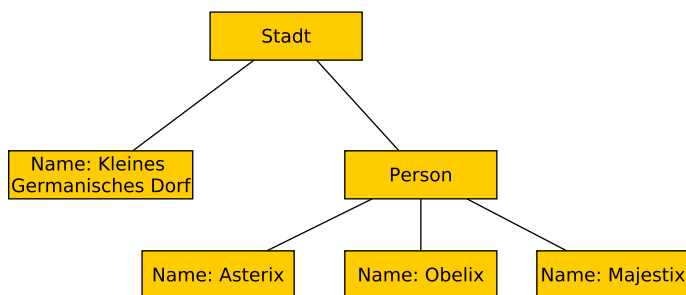 Stadt
Name: Kleines
Germanisches Dorf
Person
Name: Asterix
Name: Obelix
Name: Majestix